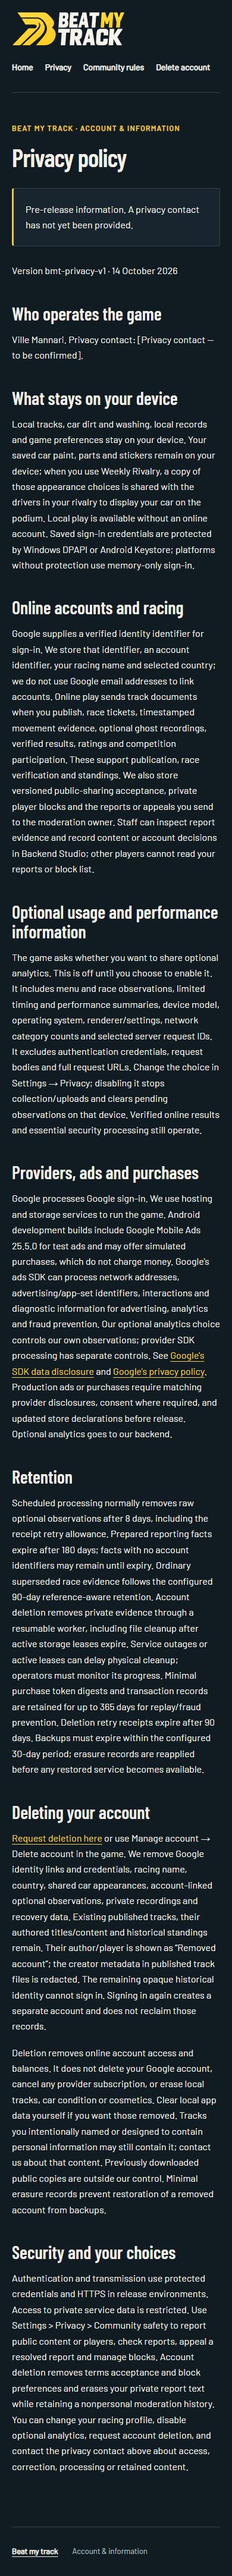 BEAT MY
TRACK
Home Privacy Community rules Delete account
BEAT MY TRACK · ACCOUNT & INFORMATION
Privacy policy
Pre-release information. A privacy contact
has not yet been provided.
Version bmt-privacy-v1 · 14 October 2026
Who operates the game
Ville Mannari. Privacy contact: [Privacy contact —
to be confirmed].
What stays on your device
Local tracks, car dirt and washing, local records
and game preferences stay on your device. Your
saved car paint, parts and stickers remain on your
device; when you use Weekly Rivalry, a copy of
those appearance choices is shared with the
drivers in your rivalry to display your car on the
podium. Local play is available without an online
account. Saved sign-in credentials are protected
by Windows DPAPI or Android Keystore; platforms
without protection use memory-only sign-in.
Online accounts and racing
Google supplies a verified identity identifier for
sign-in. We store that identifier, an account
identifier, your racing name and selected country;
we do not use Google email addresses to link
accounts. Online play sends track documents
when you publish, race tickets, timestamped
movement evidence, optional ghost recordings,
verified results, ratings and competition
participation. These support publication, race
verification and standings. We also store
versioned public-sharing acceptance, private
player blocks and the reports or appeals you send
to the moderation owner. Staff can inspect report
evidence and record content or account decisions
in Backend Studio; other players cannot read your
reports or block list.
Optional usage and performance
information
The game asks whether you want to share optional
analytics. This is off until you choose to enable it.
It includes menu and race observations, limited
timing and performance summaries, device model,
operating system, renderer/settings, network
category counts and selected server request IDs.
It excludes authentication credentials, request
bodies and full request URLs. Change the choice in
Settings → Privacy; disabling it stops
collection/uploads and clears pending
observations on that device. Verified online results
and essential security processing still operate.
Providers, ads and purchases
Google processes Google sign-in. We use hosting
and storage services to run the game. Android
development builds include Google Mobile Ads
25.5.0 for test ads and may offer simulated
purchases, which do not charge money. Google's
ads SDK can process network addresses,
advertising/app-set identifiers, interactions and
diagnostic information for advertising, analytics
and fraud prevention. Our optional analytics choice
controls our own observations; provider SDK
processing has separate controls. See Google's
SDK data disclosure and Google's privacy policy.
Production ads or purchases require matching
provider disclosures, consent where required, and
updated store declarations before release.
Optional analytics goes to our backend.
Retention
Scheduled processing normally removes raw
optional observations after 8 days, including the
receipt retry allowance. Prepared reporting facts
expire after 180 days; facts with no account
identifiers may remain until expiry. Ordinary
superseded race evidence follows the configured
90-day reference-aware retention. Account
deletion removes private evidence through a
resumable worker, including file cleanup after
active storage leases expire. Service outages or
active leases can delay physical cleanup;
operators must monitor its progress. Minimal
purchase token digests and transaction records
are retained for up to 365 days for replay/fraud
prevention. Deletion retry receipts expire after 90
days. Backups must expire within the configured
30-day period; erasure records are reapplied
before any restored service becomes available.
Deleting your account
Request deletion here or use Manage account →
Delete account in the game. We remove Google
identity links and credentials, racing name,
country, shared car appearances, account-linked
optional observations, private recordings and
recovery data. Existing published tracks, their
authored titles/content and historical standings
remain. Their author/player is shown as "Removed
account"; the creator metadata in published track
files is redacted. The remaining opaque historical
identity cannot sign in. Signing in again creates a
separate account and does not reclaim those
records.
Deletion removes online account access and
balances. It does not delete your Google account,
cancel any provider subscription, or erase local
tracks, car condition or cosmetics. Clear local app
data yourself if you want those removed. Tracks
you intentionally named or designed to contain
personal information may still contain it; contact
us about that content. Previously downloaded
public copies are outside our control. Minimal
erasure records prevent restoration of a removed
account from backups.
Security and your choices
Authentication and transmission use protected
credentials and HTTPS in release environments.
Access to private service data is restricted. Use
Settings > Privacy > Community safety to report
public content or players, check reports, appeal a
resolved report and manage blocks. Account
deletion removes terms acceptance and block
preferences and erases your private report text
while retaining a nonpersonal moderation history.
You can change your racing profile, disable
optional analytics, request account deletion, and
contact the privacy contact above about access,
correction, processing or retained content.
Beat my track Account & information